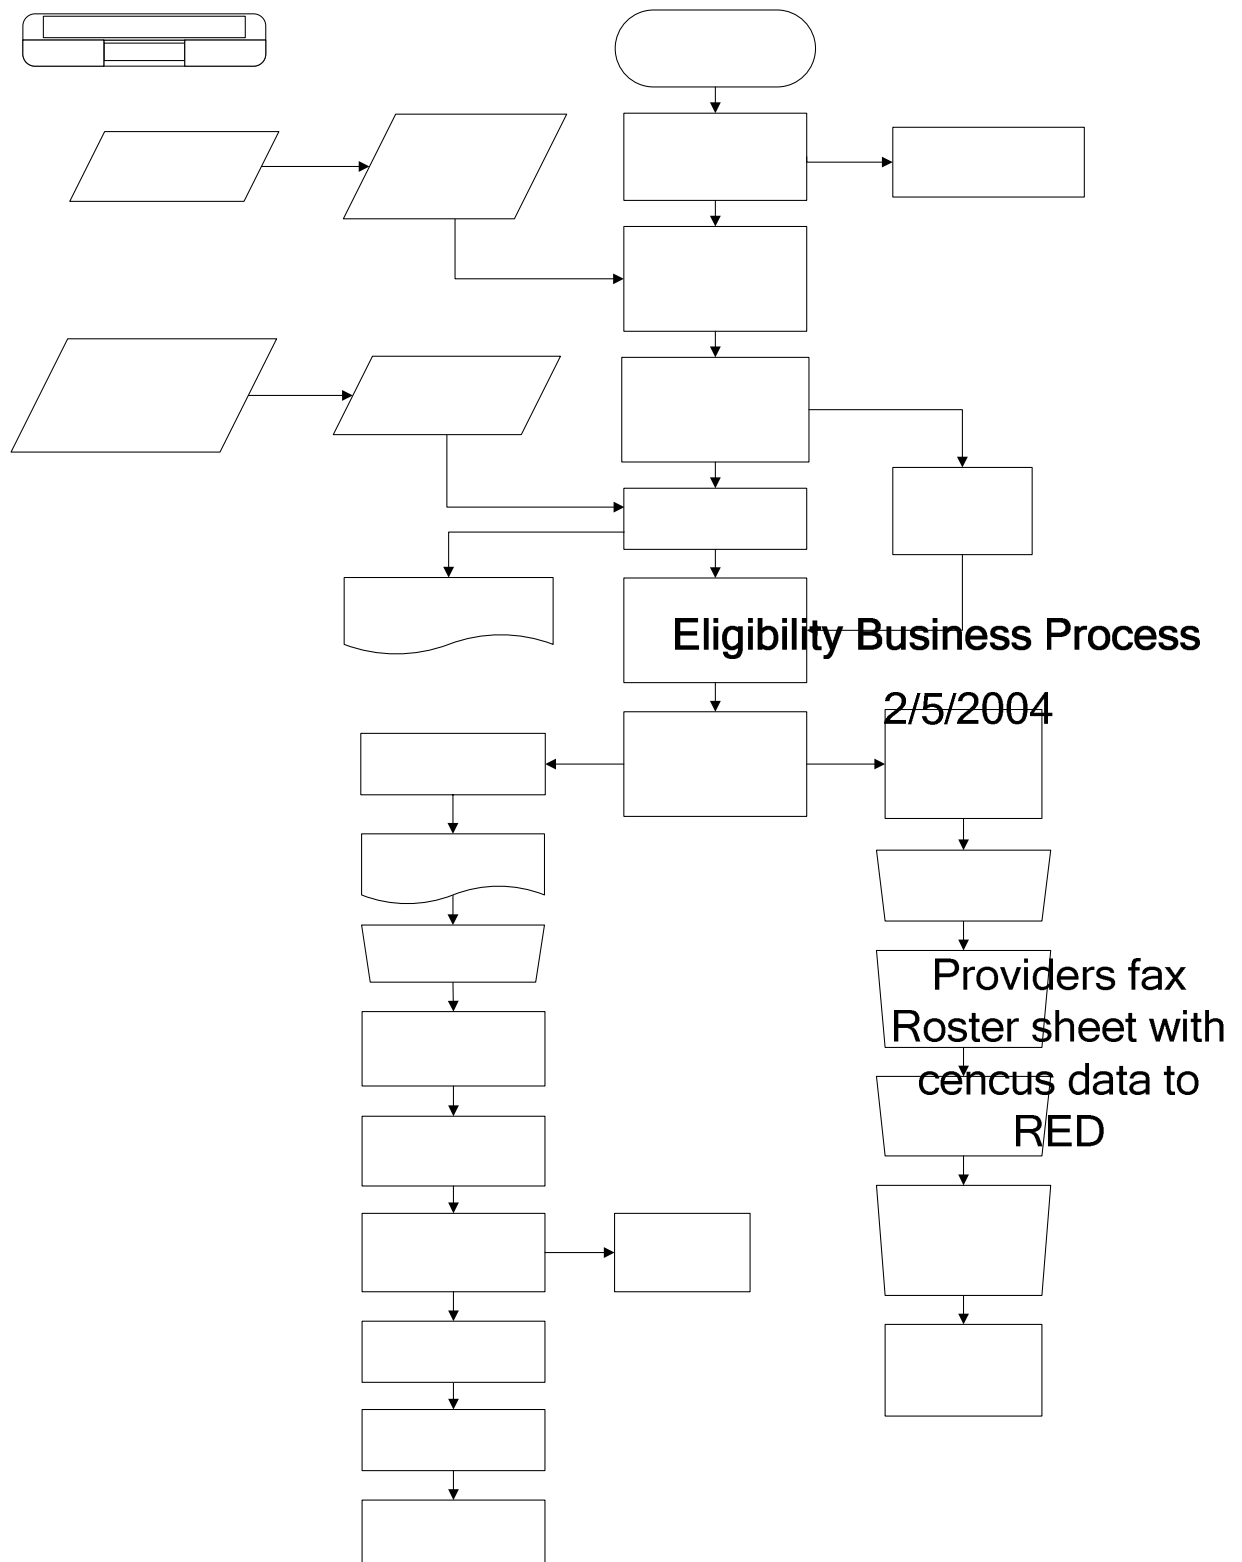 Eligibility Business Process
2/5/2004
Providers fax
Roster sheet with
cencus data to
RED